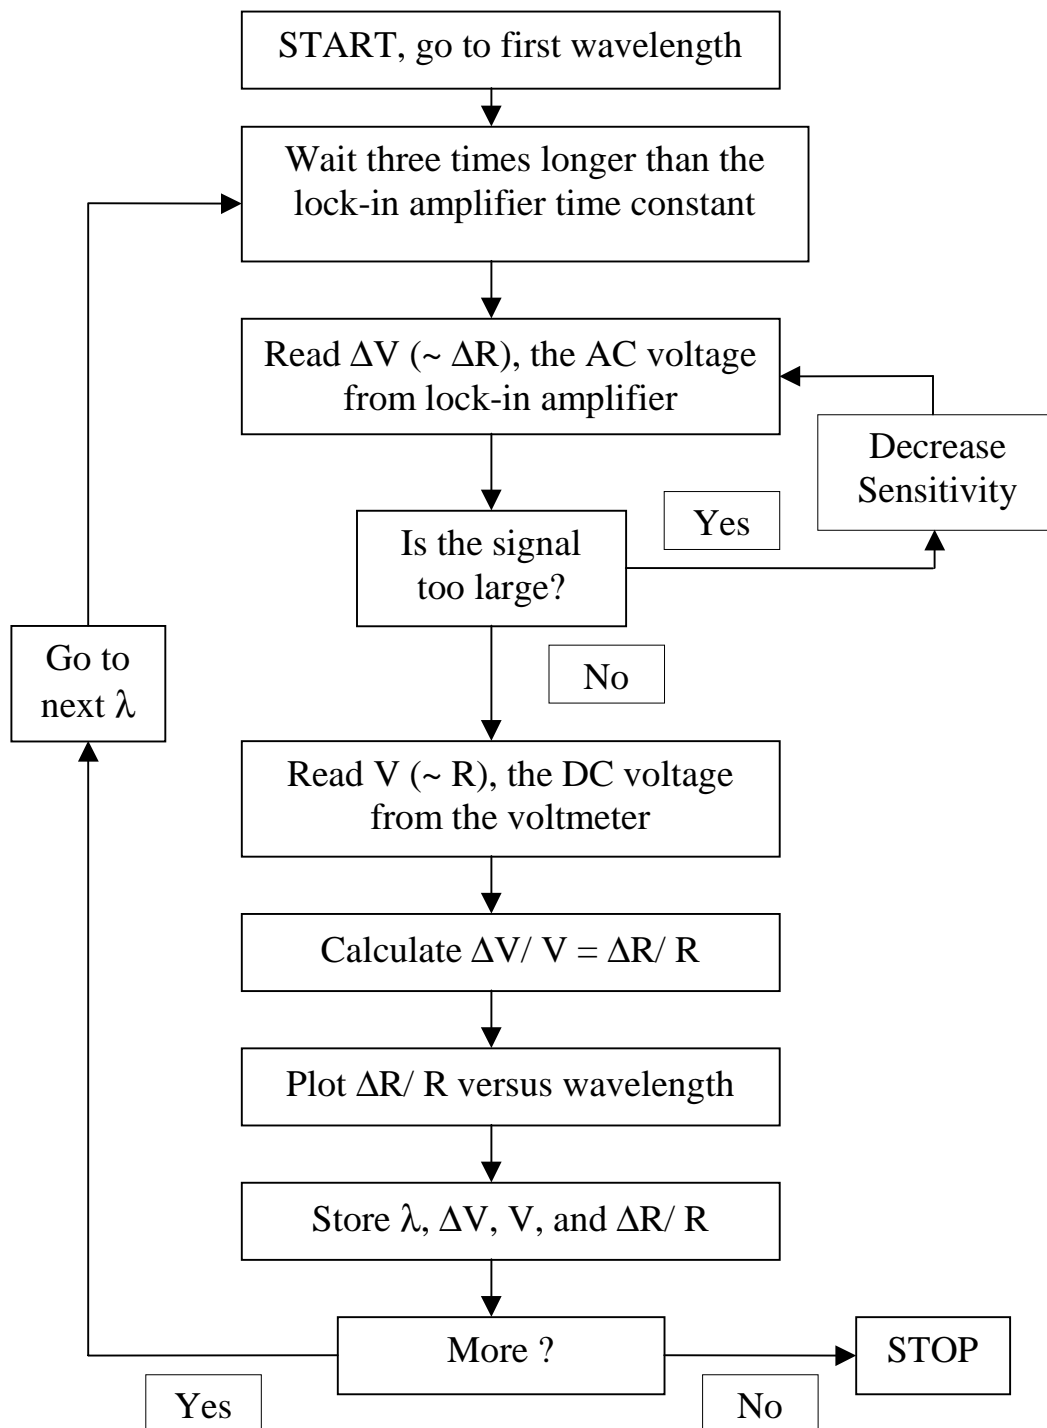 START, go to first wavelength
Wait three times longer than the
lock-in amplifier time constant
Read ΔV (~ ΔR), the AC voltage
from lock-in amplifier
Decrease
Sensitivity
Yes
Is the signal
too large?
No
Go to
next λ
Read V (~ R), the DC voltage
from the voltmeter
Calculate ΔV/ V = ΔR/ R
Plot ΔR/ R versus wavelength
Store λ, ΔV, V, and ΔR/ R
More ?
STOP
Yes
No